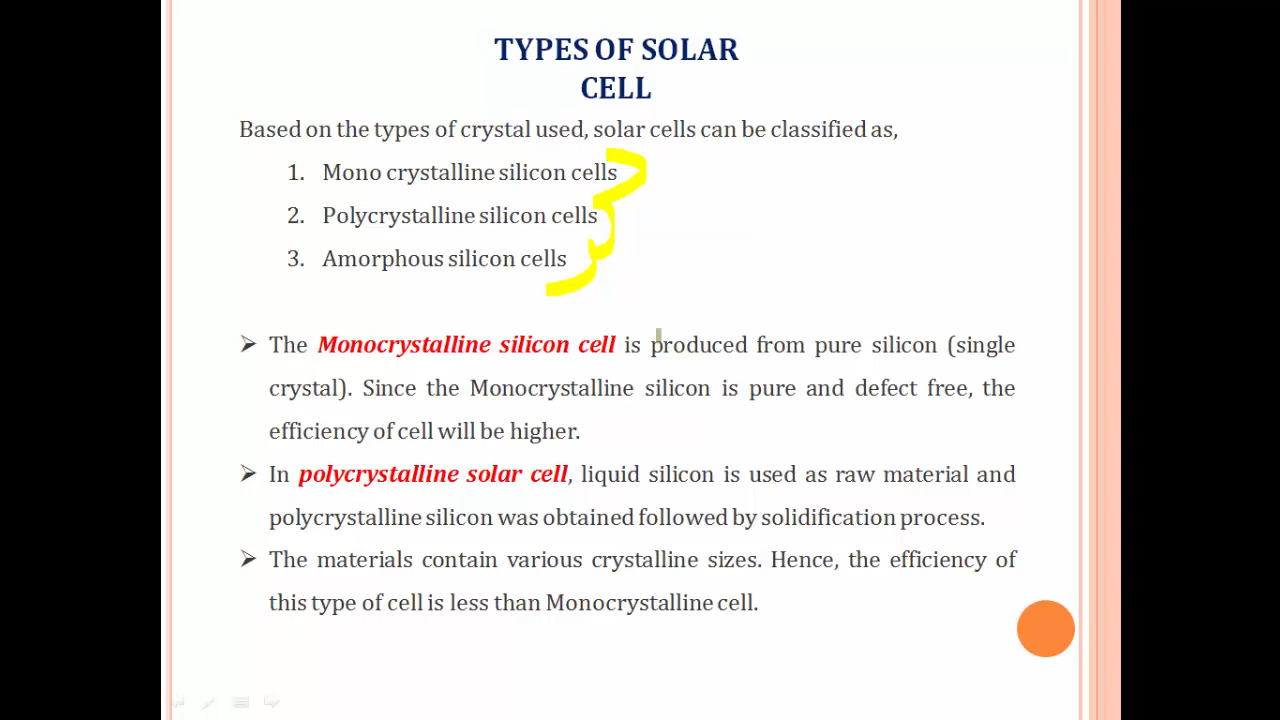 TYPES OF SOLAR
CELL
Based on the types of crystal used, solar cells can be classified as,
1. Mono crystalline silicon cells
2. Polycrystalline silicon cells
3. Amorphous silicon cells
The Monocrystalline silicon cell is produced from pure silicon (single
crystal). Since the Monocrystalline silicon is pure and defect free, the
efficiency of cell will be higher.
In polycrystalline solar cell, liquid silicon is used as raw material and
polycrystalline silicon was obtained followed by solidification process.
The materials contain various crystalline sizes. Hence, the efficiency of
this type of cell is less than Monocrystalline cell.